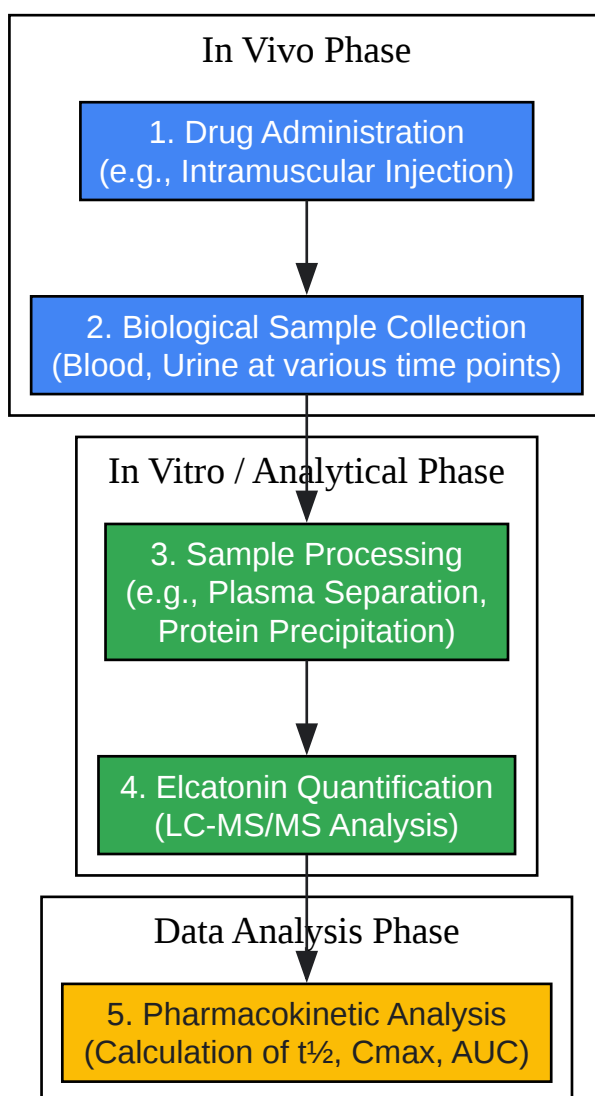 In Vivo Phase
1. Drug Administration
(e.g., Intramuscular Injection)
2. Biological Sample Collection
(Blood, Urine at various time points)
In Vitro / Analytical Phase
3. Sample Processing
(e.g., Plasma Separation,
Protein Precipitation)
4. Elcatonin Quantification
(LC-MS/MS Analysis)
Data Analysis Phase
5. Pharmacokinetic Analysis
(Calculation of t½, Cmax, AUC)